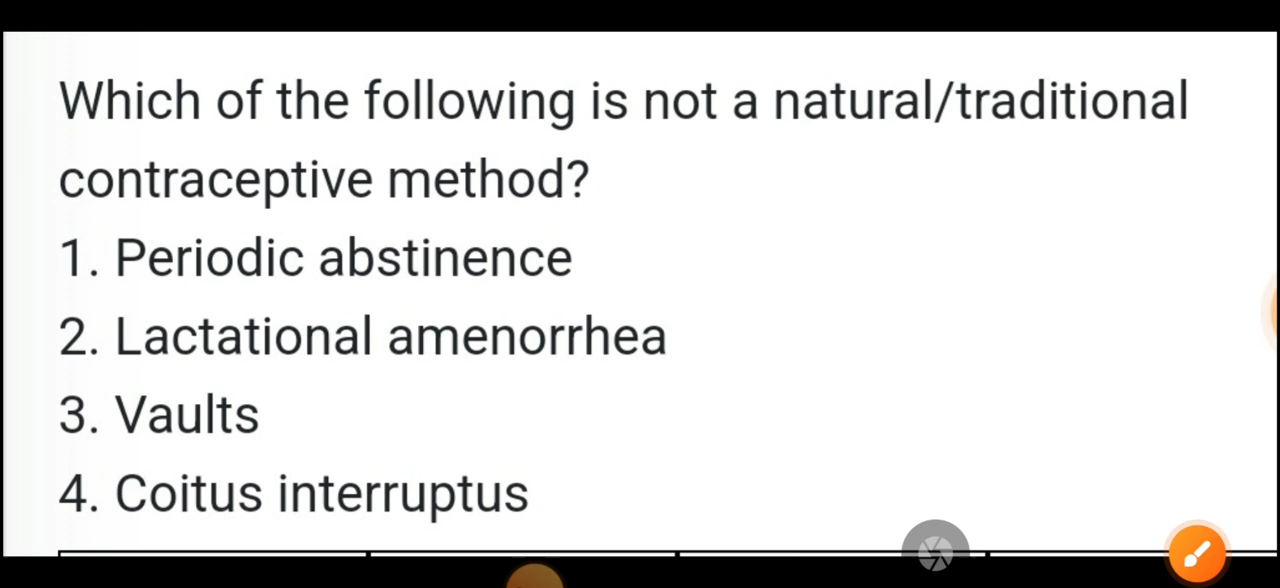 Which of the following is not a natural/traditional
contraceptive method?
1. Periodic abstinence
2. Lactational amenorrhea
3. Vaults
4. Coitus interruptus